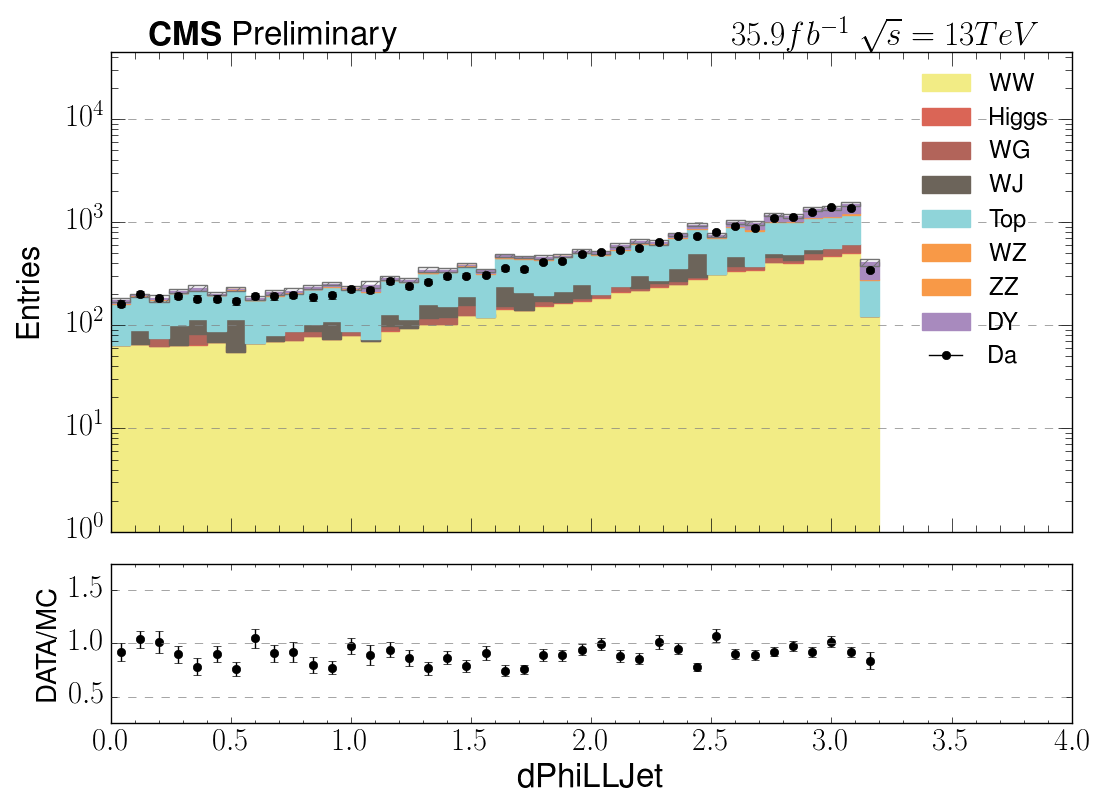 CMS Preliminary 35.9fb⁻¹ √s = 13TeV
Entries
10⁴
10³
10²
10¹
10⁰
WW
Higgs
WG
WJ
Top
WZ
ZZ
DY
Da
DATA/MC
1.5
1.0
0.5
0.0 0.5 1.0 1.5 2.0 2.5 3.0 3.5 4.0
dPhiLLJet